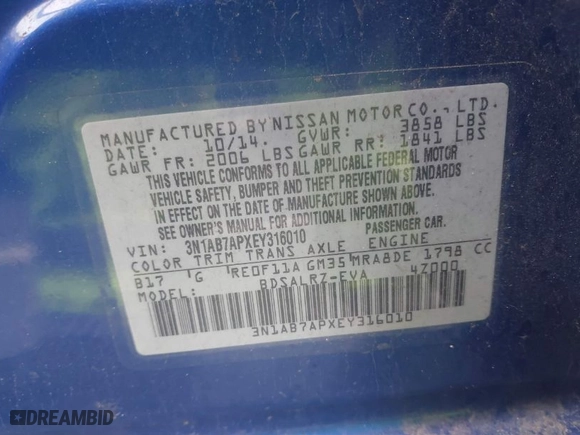 MANUFACTURED BY NISSAN MOTOR CO., LTD.
DATE: 10/14. GVWR: 3858 LBS
GAWR FR: 2006 LBS GAWR RR: 1841 LBS
THIS VEHICLE CONFORMS TO ALL APPLICABLE FEDERAL MOTOR
VEHICLE SAFETY, BUMPER AND THEFT PREVENTION STANDARDS
IN EFFECT ON THE DATE OF MANUFACTURE SHOWN ABOVE.
SEE OWNER'S MANUAL FOR ADDITIONAL INFORMATION.
VIN: 3N1AB7APXEY316010 PASSENGER CAR.
COLOR TRIM TRANS AXLE ENGINE
B17 'G 'RE0F11A GM35'MRA8DE 1798 CC
MODEL: BDSALRZ-EVA 4Z000
3N1AB7APXEY316010
DREAMBID